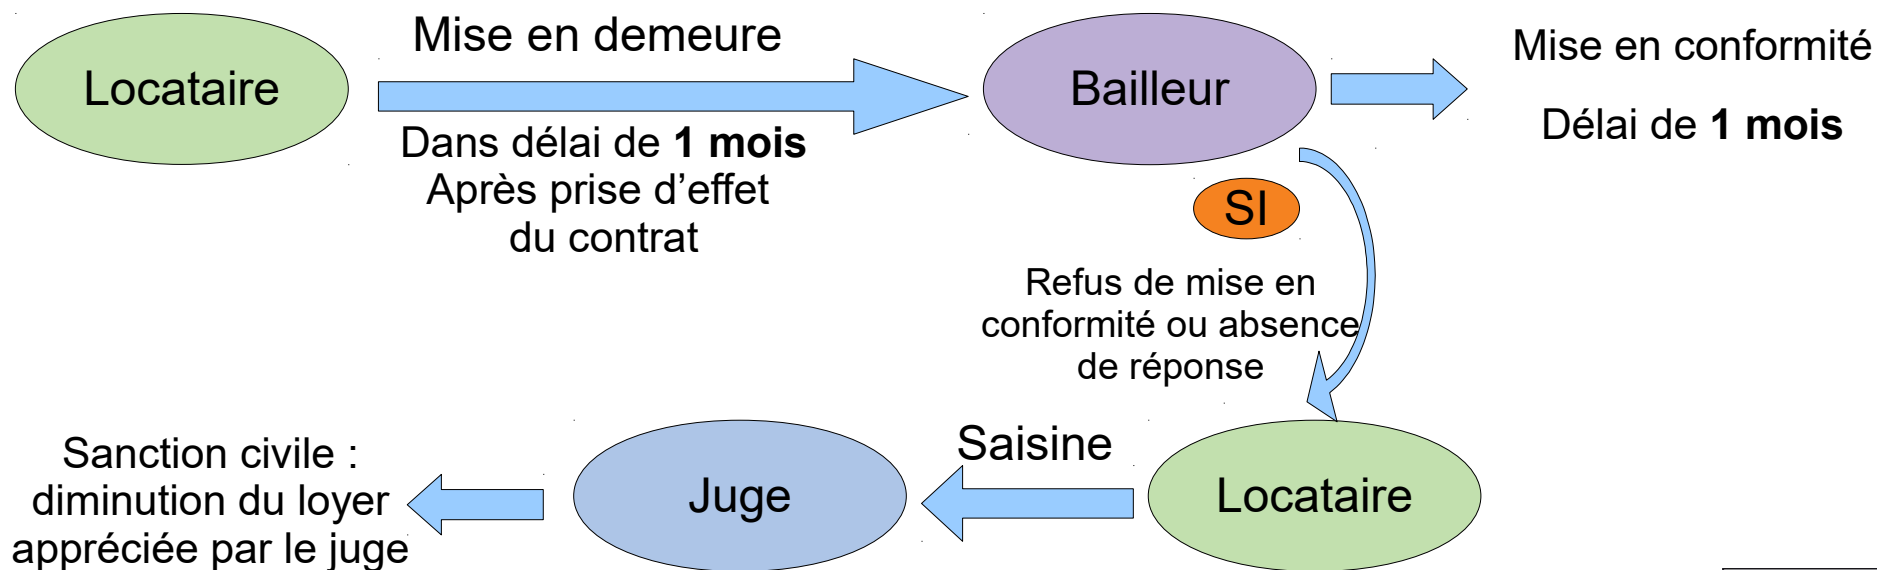 Locataire
Mise en demeure
Dans délai de 1 mois
Après prise d’effet
du contrat
Bailleur
Mise en conformité
Délai de 1 mois
SI
Refus de mise en
conformité ou absence
de réponse
Locataire
Saisine
Juge
Sanction civile :
diminution du loyer
appréciée par le juge